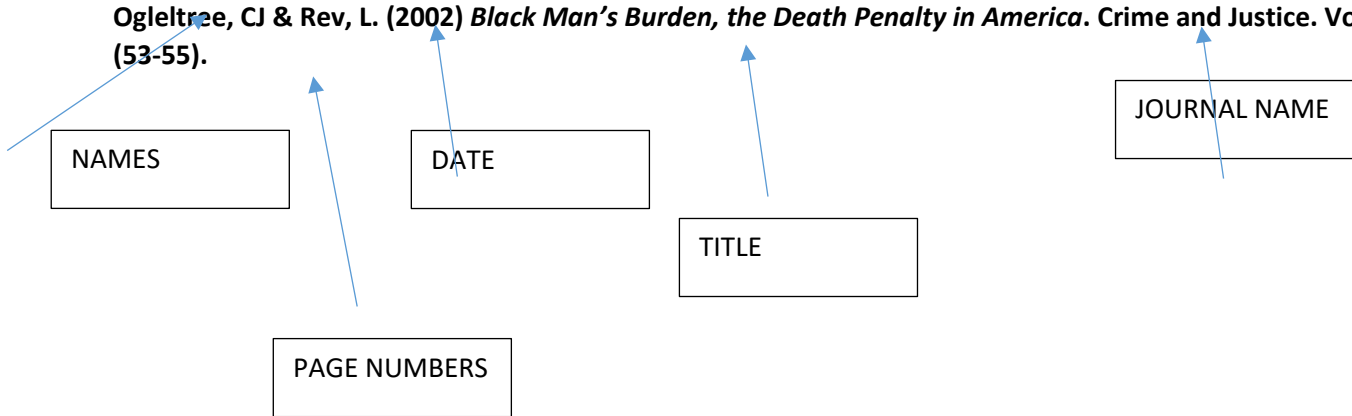 Ogleltree, CJ & Rev, L. (2002) Black Man’s Burden, the Death Penalty in America. Crime and Justice.
(53-55).
JOURNAL NAME
NAMES
DATE
TITLE
PAGE NUMBERS